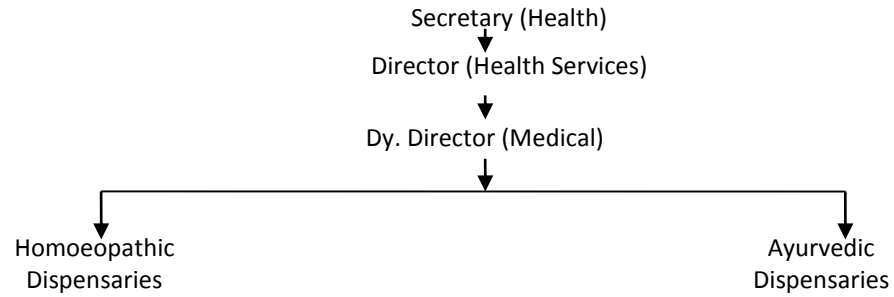 Secretary (Health)
Director (Health Services)
Dy. Director (Medical)
Homoeopathic
Dispensaries
Ayurvedic
Dispensaries